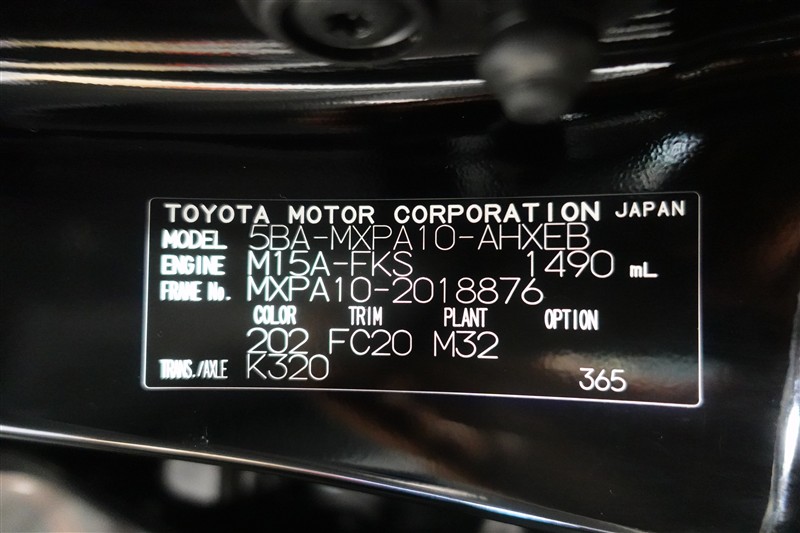 TOYOTA MOTOR CORPORATION JAPAN
MODEL 5BA-MXPA10-AHXEB
ENGINE M15A-FKS 1490 mL
FRAME No. MXPA10-2018876
COLOR TRIM PLANT OPTION
202 FC20 M32
TRANS./AXLE K320
365